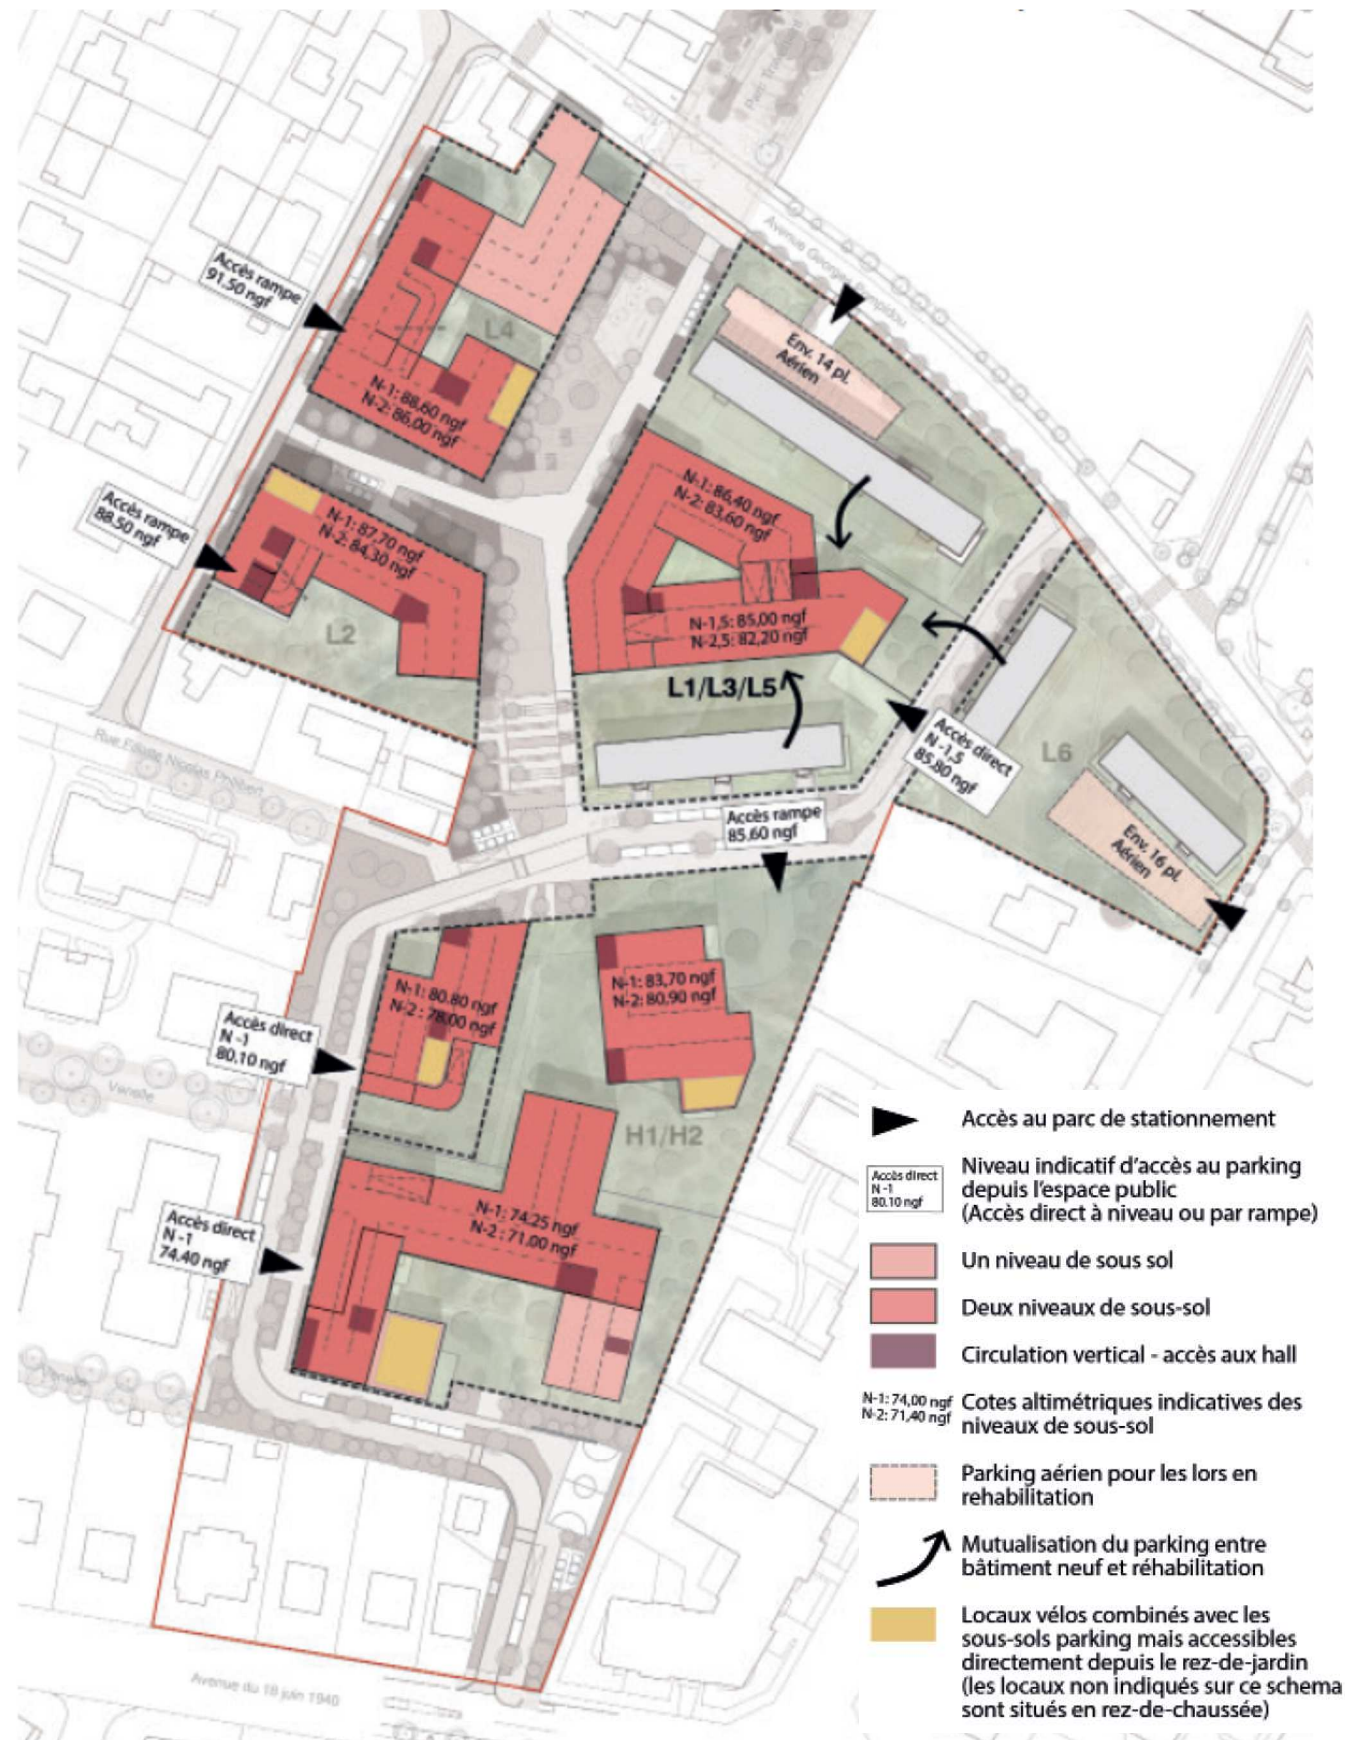 Avenue Georges Pompidou
Accès rampe
91.50 ngf
L4
Env. 14 pl.
Aérien
N-1: 88,60 ngf
N-2: 86,00 ngf
Accès rampe
88.50 ngf
N-1: 87,70 ngf
N-2: 84,30 ngf
N-1: 86,40 ngf
N-2: 83,60 ngf
L2
N-1,5: 85,00 ngf
N-2,5: 82,20 ngf
L1/L3/L5
Accès direct
N -1,5
85.80 ngf
L6
Rue Emile Nicolas Philibert
Accès rampe
85.60 ngf
Env. 16 pl.
Aérien
N-1: 80.80 ngf
N-2 : 78,00 ngf
N-1: 83,70 ngf
N-2: 80,90 ngf
Accès direct
N -1
80.10 ngf
Venelle
H1/H2
Accès direct
N -1
74.40 ngf
N-1: 74.25 ngf
N-2 : 71,00 ngf
Venelle
Avenue du 18 juin 1940
Accès au parc de stationnement
Accès direct
N -1
80.10 ngf
Niveau indicatif d'accès au parking
depuis l'espace public
(Accès direct à niveau ou par rampe)
Un niveau de sous sol
Deux niveaux de sous-sol
Circulation vertical - accès aux hall
N-1: 74,00 ngf
N-2: 71,40 ngf
Cotes altimétriques indicatives des
niveaux de sous-sol
Parking aérien pour les lors en
rehabilitation
Mutualisation du parking entre
bâtiment neuf et réhabilitation
Locaux vélos combinés avec les
sous-sols parking mais accessibles
directement depuis le rez-de-jardin
(les locaux non indiqués sur ce schema
sont situés en rez-de-chaussée)